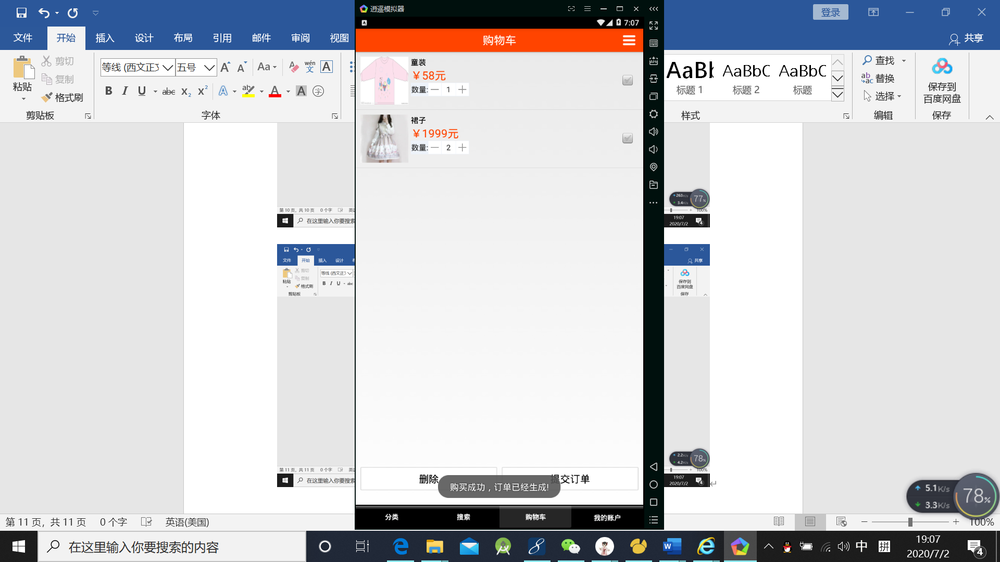 登录
文件 开始 插入 设计 布局 引用 邮件 审阅 视图
共享
粘贴
剪切
复制
格式刷
剪贴板
等线 (西文正文
五号
Aa
wén
文
A
B I U abc X₂ X² A ab A A 字
字体
AaBl
标题 1
AaBbC
标题 2
AaBbC
标题
样式
查找
替换
选择
编辑
保存到
百度网盘
保存
逍遥模拟器
7:07
购物车
童装
￥58元
数量: 1
裙子
￥1999元
数量: 2
删除
提交订单
购买成功，订单已经生成!
分类 搜索 购物车 我的账户
第 10 页，共 10 页 0 个字
在这里输入你要搜索
263K/s
3.4K/s
77%
100%
19:07
2020/7/2
4
文件 开始 插入 设计
共享
粘贴
剪切
复制
格式刷
剪贴板
等线 (西文正文
B I U abc
保存到
百度网盘
保存
第 11 页，共 11 页 0 个字
在这里输入你要搜索
2.2K/s
4.2K/s
78%
100%
19:07
2020/7/2
4
5.1K/s
3.3K/s
78%
第 11 页，共 11 页 0 个字 英语(美国)
100%
在这里输入你要搜索的内容
中
拼
19:07
2020/7/2
4